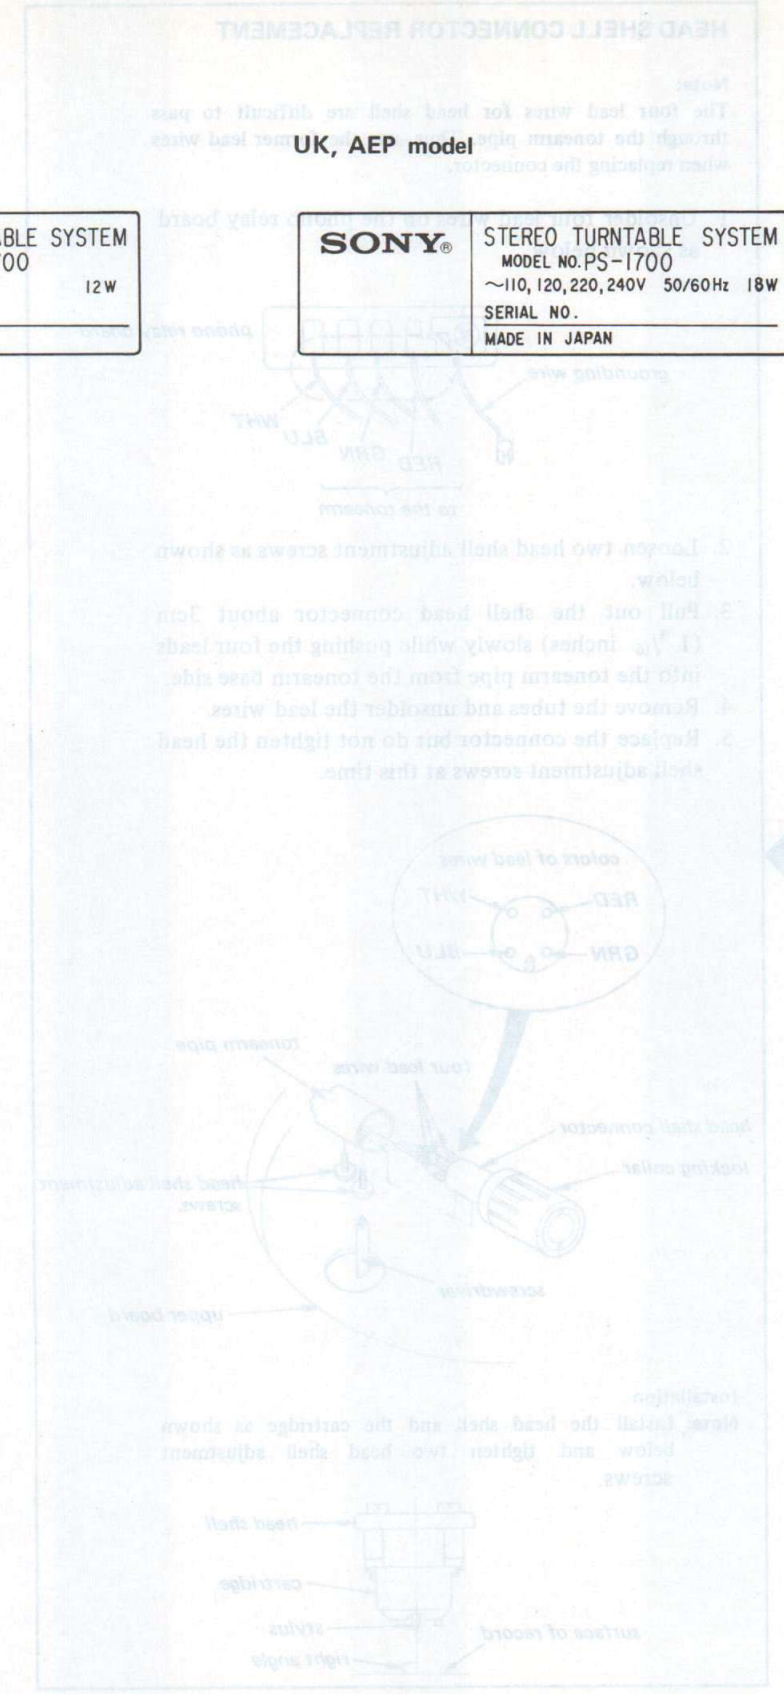 UK, AEP model
ABLE SYSTEM
700
12W
SONY®
STEREO TURNTABLE SYSTEM
MODEL NO. PS-1700
~110, 120, 220, 240V 50/60Hz 18W
SERIAL NO.
MADE IN JAPAN
HEAD SHELL CONNECTOR REPLACEMENT
Note:
The four lead wires for head shell are difficult to pass
through the tonearm pipe. the former lead wires
when replacing the connector.
1. Unsolder four lead wires on the phono relay board
as
phono relay board
grounding wire
WHT
BLU
GRN
RED
to the tonearm
2. Loosen two head shell adjustment screws as shown
below.
3. Pull out the shell head connector about 3cm
(1 3/16 inches) slowly while pushing the four leads
into the tonearm pipe from the tonearm base side.
4. Remove the tubes and unsolder the lead wires.
5. Replace the connector but do not tighten the head
shell adjustment screws at this time.
colors of lead wires
WHT
RED
BLU
GRN
tonearm pipe
four lead wires
head shell connector
locking collar
head shell adjustment
screws.
screwdriver
upper board
Installation
Note: Install the head shell and the cartridge as shown
below and tighten two head shell adjustment
screws.
head shell
cartridge
stylus
surface of record
right angle